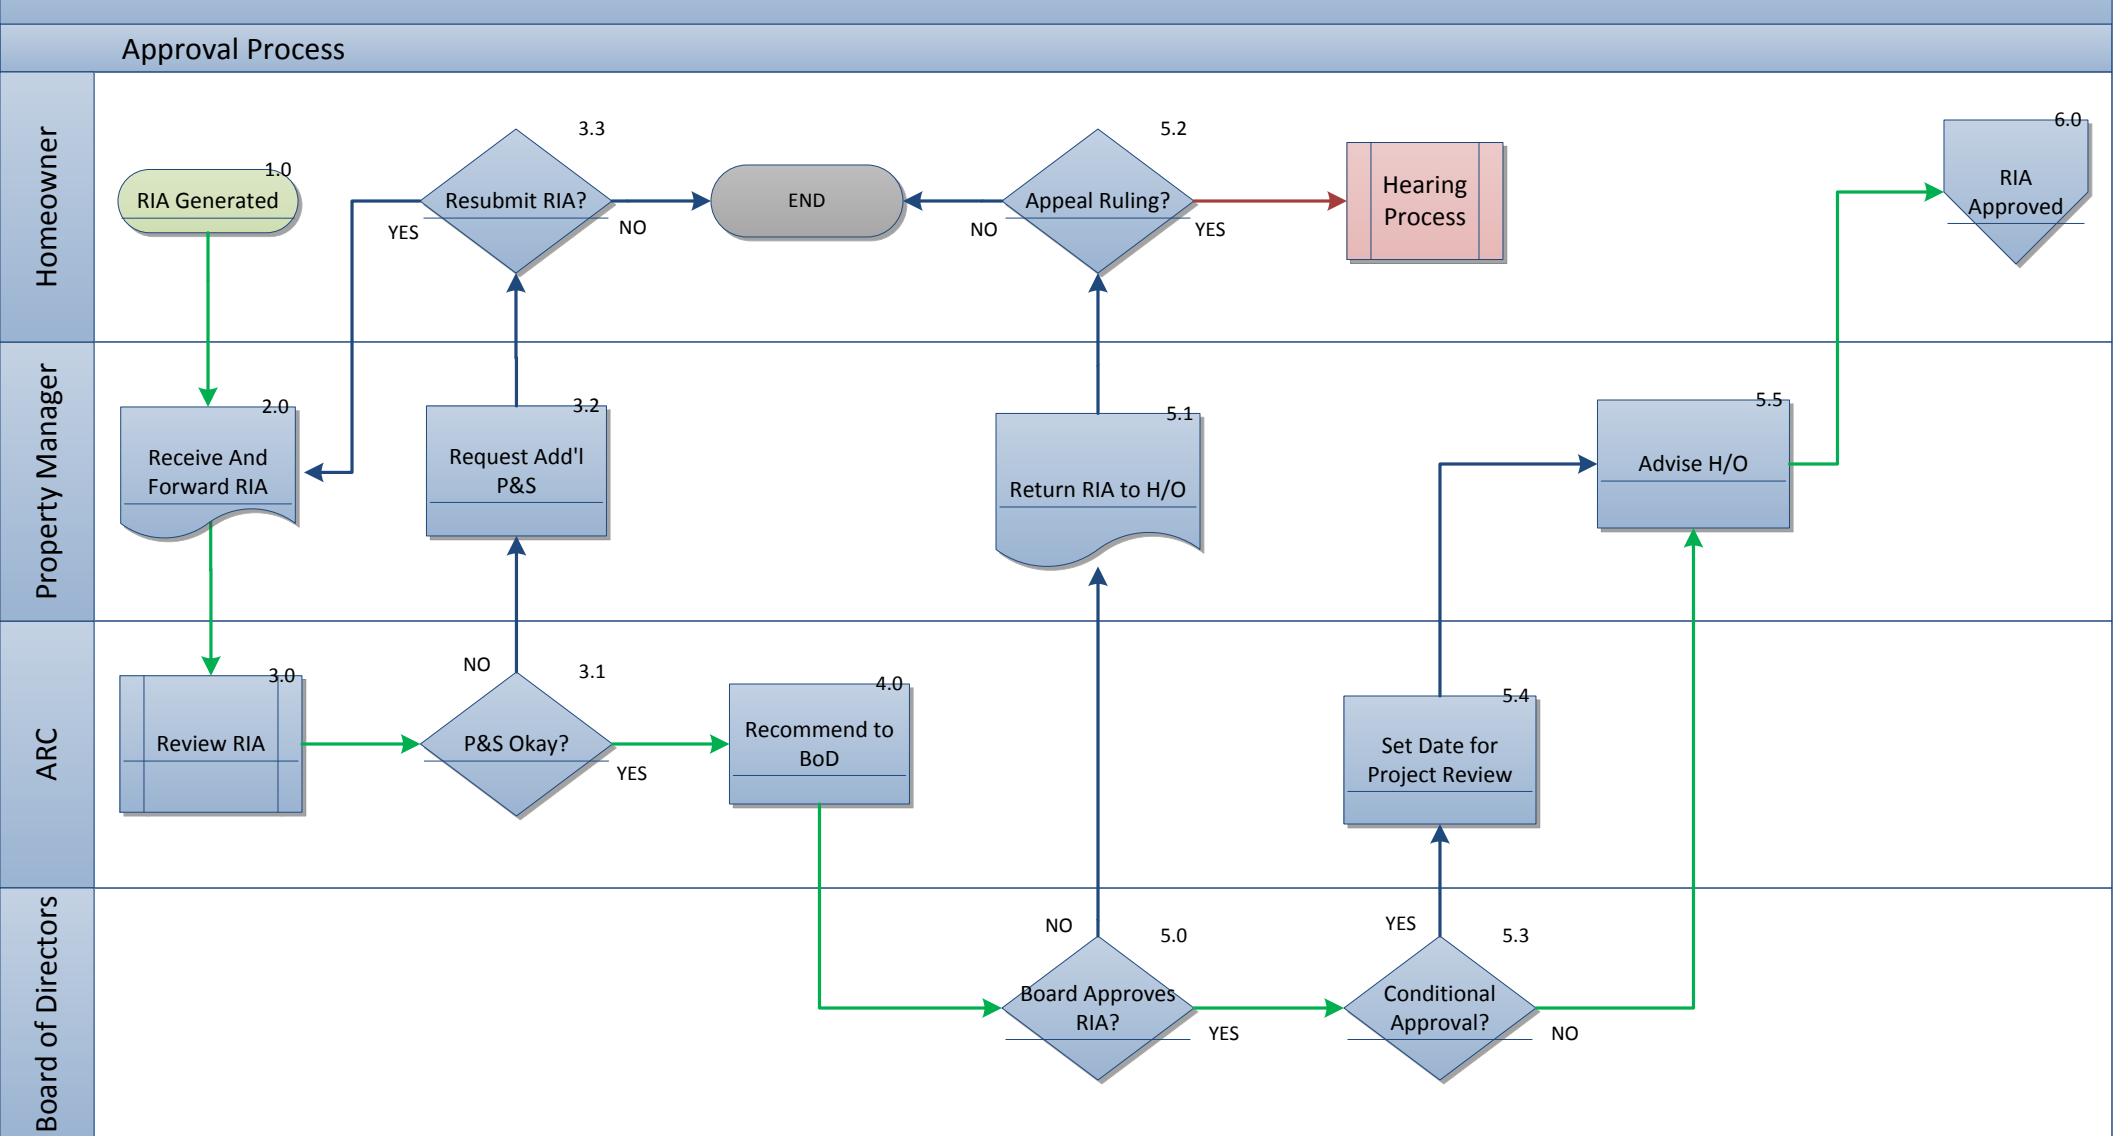 Approval Process
Homeowner
1.0
RIA Generated
3.3
Resubmit RIA?
YES
NO
END
5.2
Appeal Ruling?
NO
YES
Hearing
Process
6.0
RIA
Approved
Property Manager
2.0
Receive And
Forward RIA
3.2
Request Add'l
P&S
5.1
Return RIA to H/O
5.5
Advise H/O
ARC
3.0
Review RIA
NO
3.1
P&S Okay?
YES
4.0
Recommend to
BoD
5.4
Set Date for
Project Review
Board of Directors
NO
5.0
Board Approves
RIA?
YES
YES
5.3
Conditional
Approval?
NO